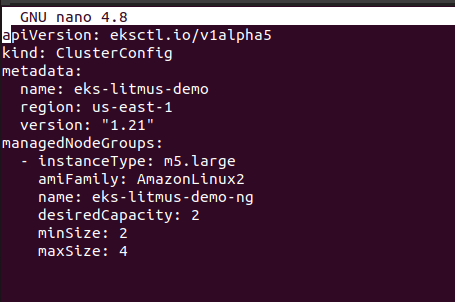 GNU nano 4.8
apiVersion: eksctl.io/v1alpha5
kind: ClusterConfig
metadata:
  name: eks-litmus-demo
  region: us-east-1
  version: "1.21"
managedNodeGroups:
  - instanceType: m5.large
    amiFamily: AmazonLinux2
    name: eks-litmus-demo-ng
    desiredCapacity: 2
    minSize: 2
    maxSize: 4